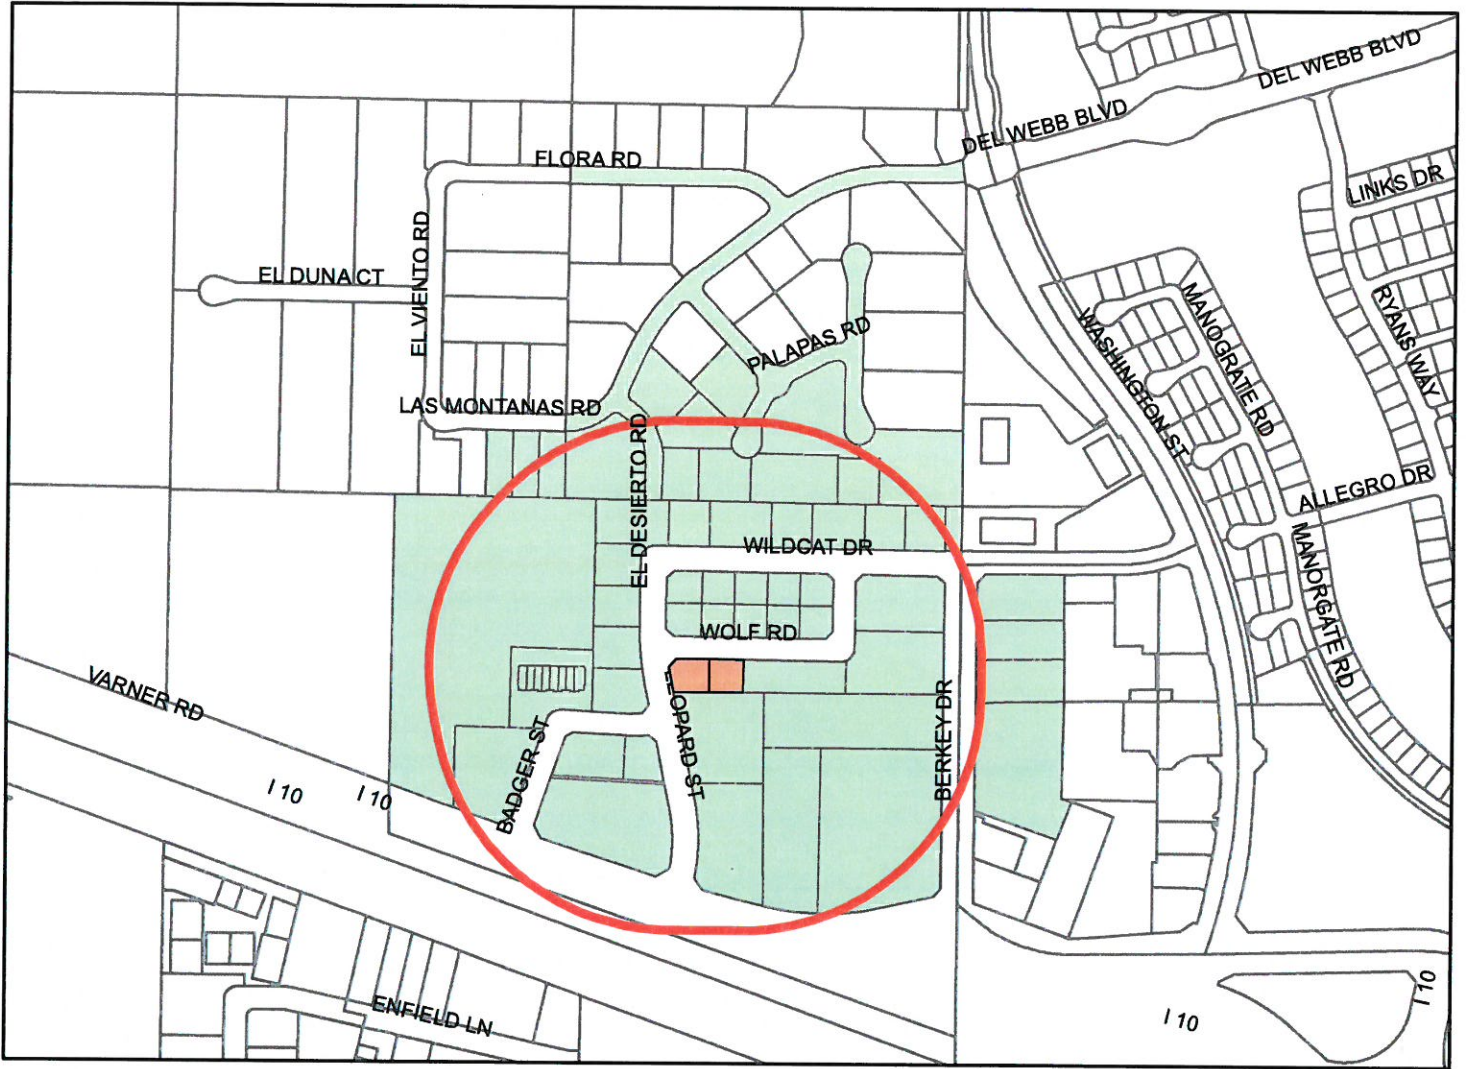 DEL WEBB BLVD
DEL WEBB BLVD
FLORA RD
LINKS DR
EL VIENTO RD
EL DUNA CT
MANOGRATE RD
RYANS WAY
WASHINGTON ST
PALAPAS RD
LAS MONTANAS RD
EL DESIERTO RD
ALLEGRO DR
WILDCAT DR
MANORGATE RD
WOLF RD
VARNER RD
LEOPARD ST
BERKEY DR
BADGER ST
I 10
I 10
I 10
ENFIELD LN
I 10